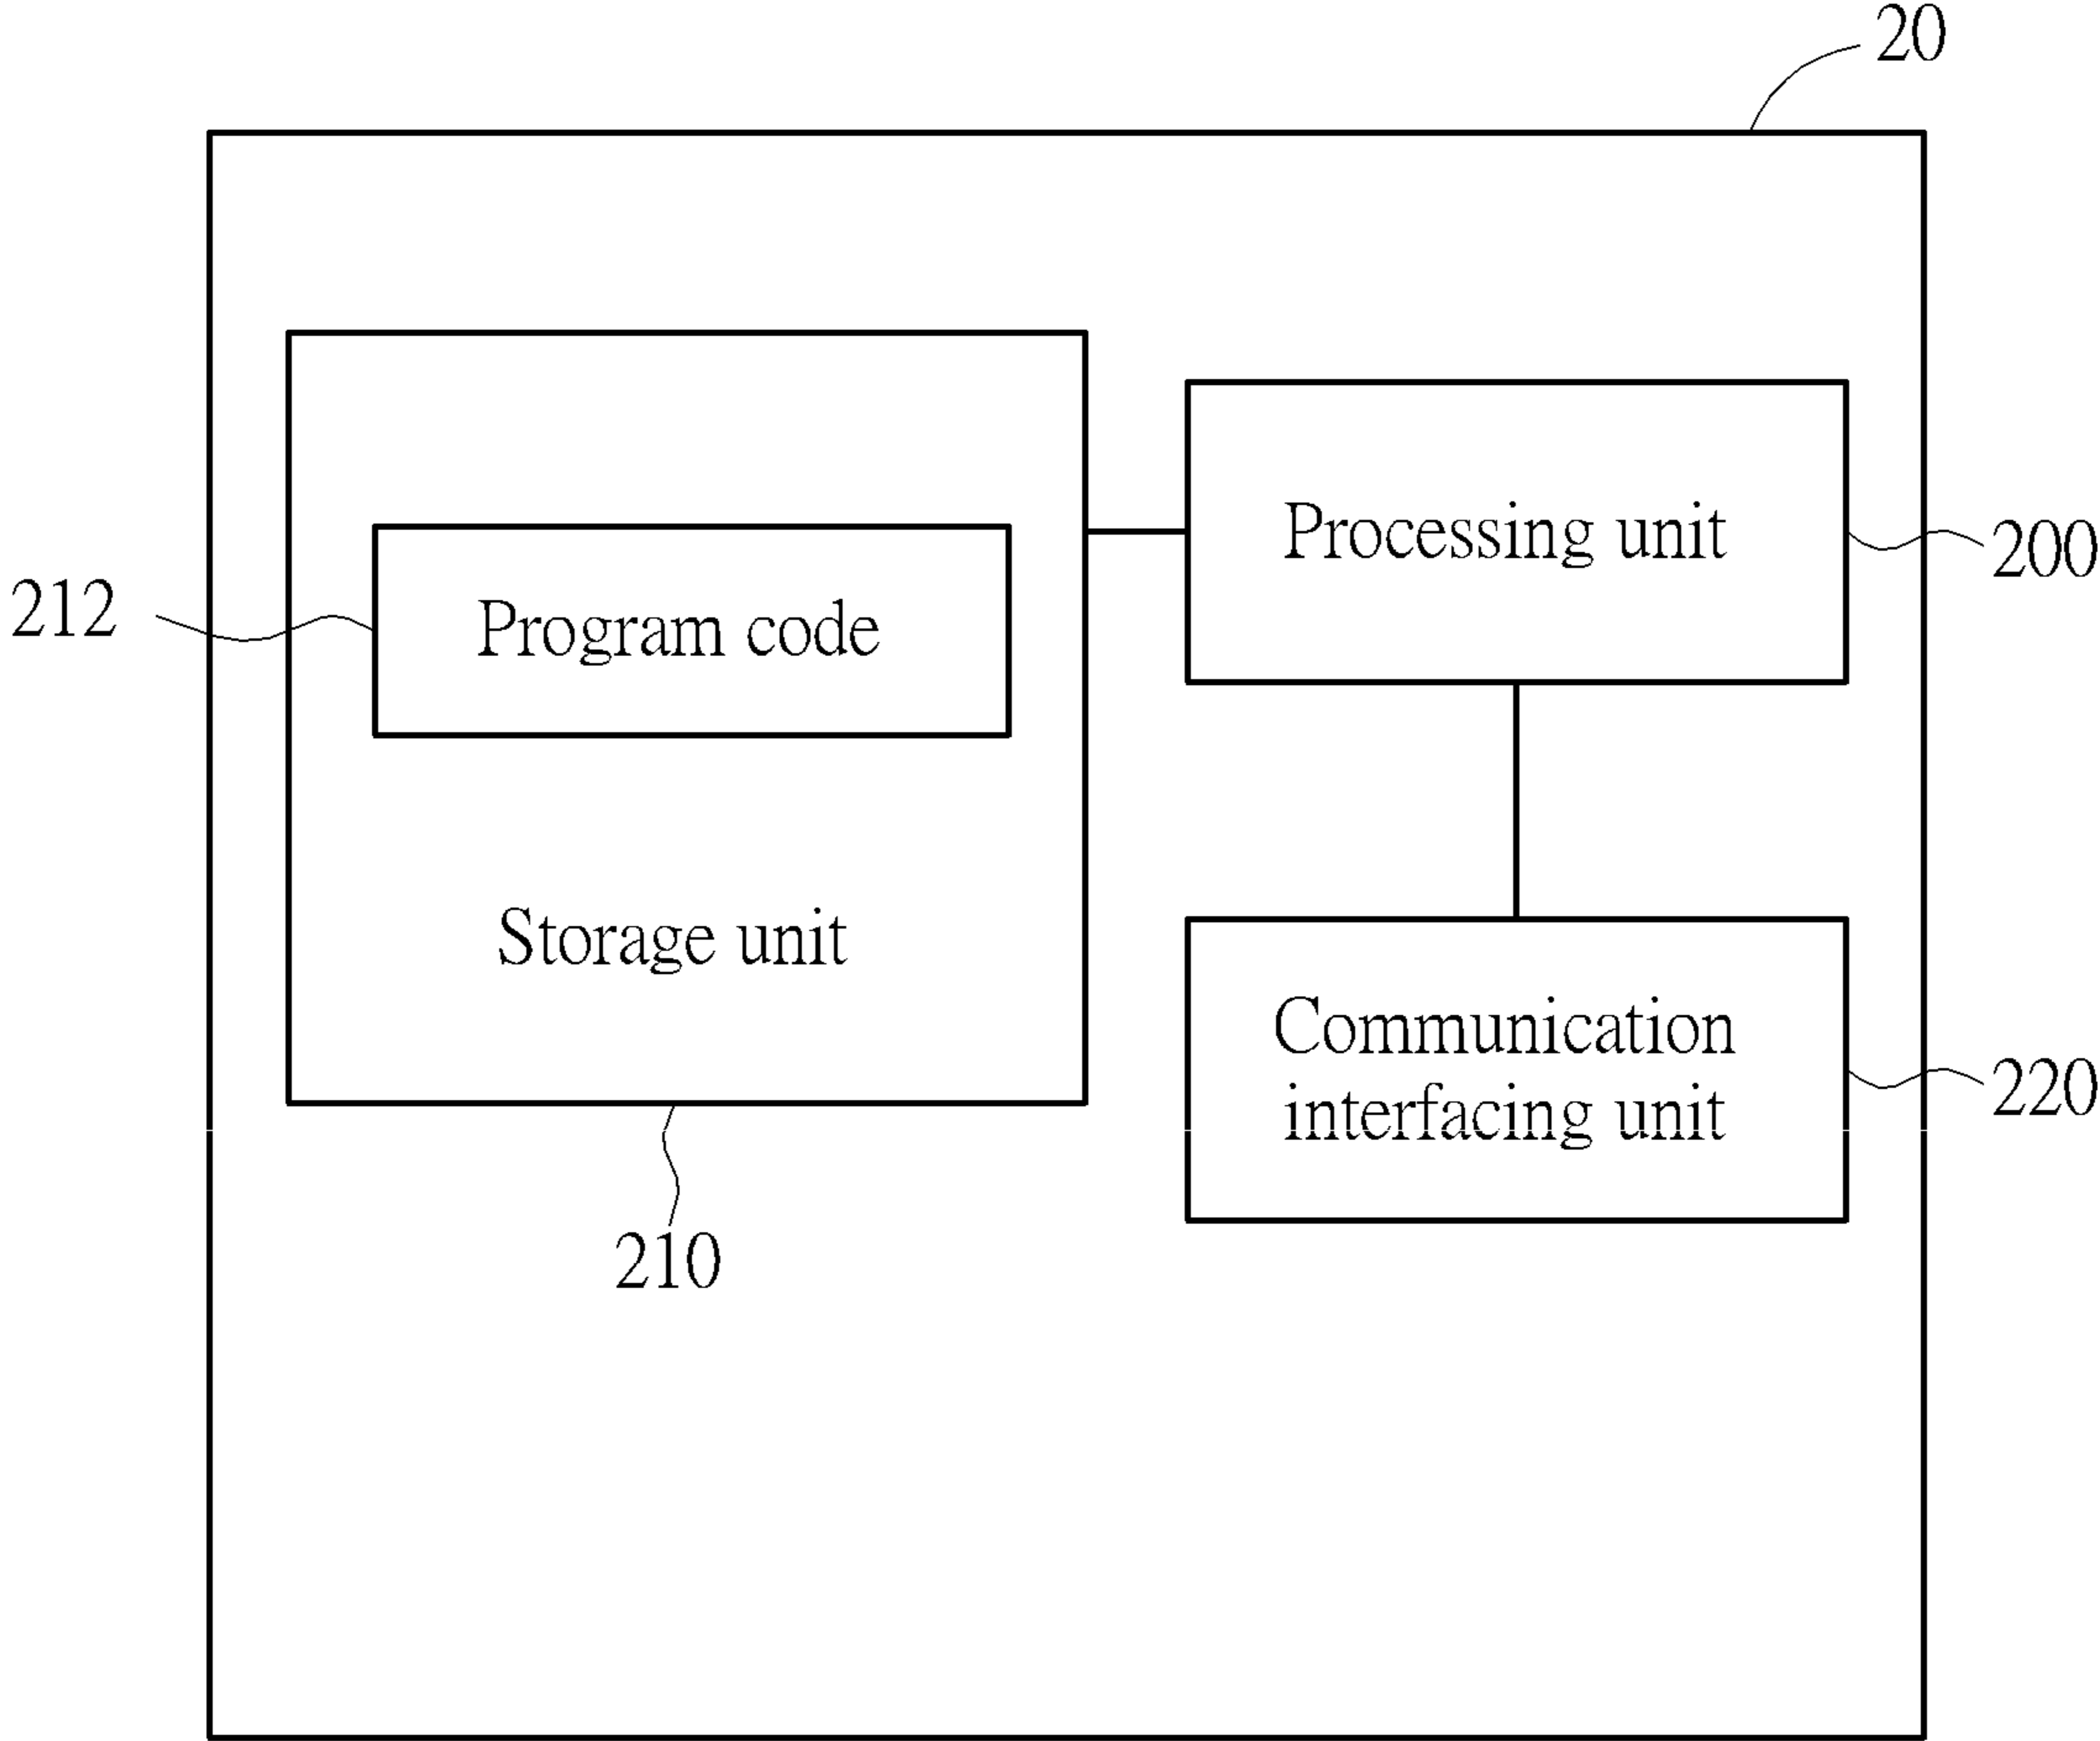 20
Processing unit
200
212
Program code
Storage unit
Communication
interfacing unit
220
210